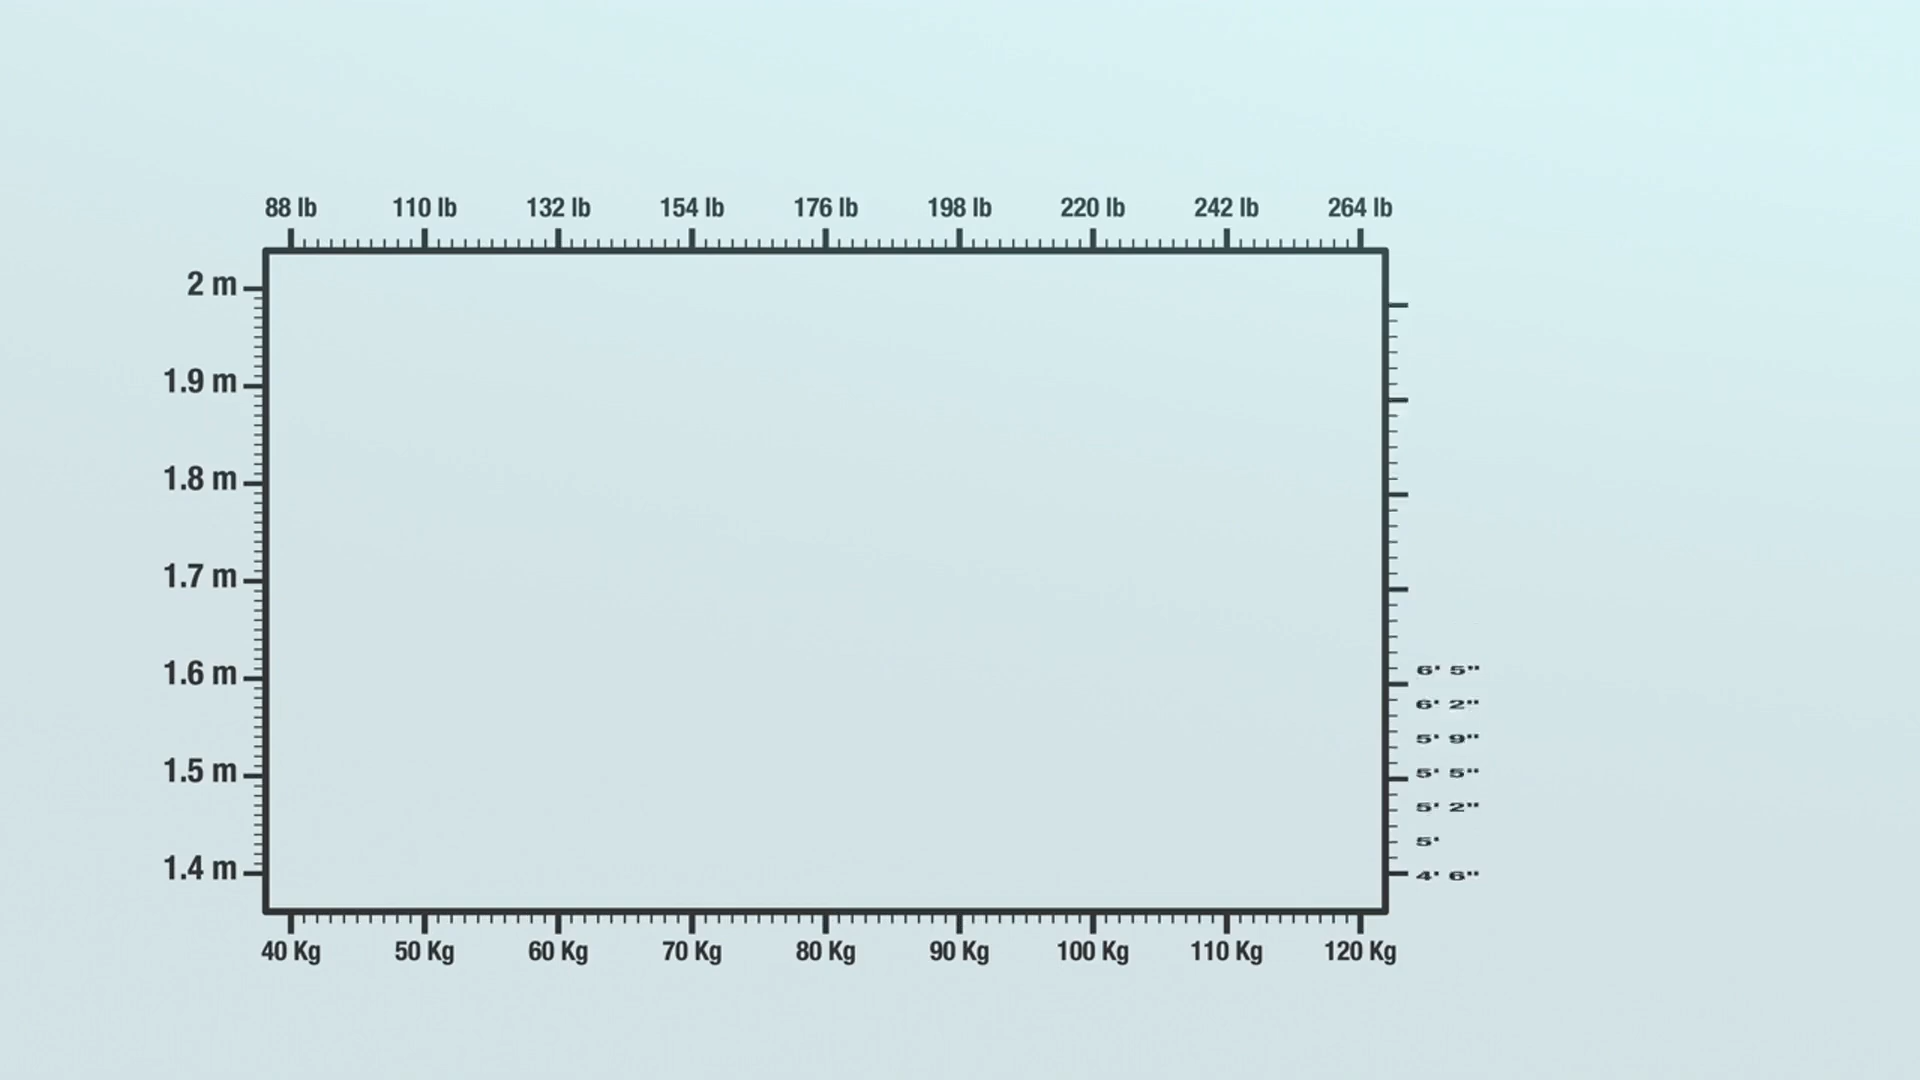 88 lb 110 lb 132 lb 154 lb 176 lb 198 lb 220 lb 242 lb 264 lb
2 m
1.9 m
1.8 m
1.7 m
1.6 m
1.5 m
1.4 m
6' 5"
6' 2"
5' 9"
5' 5"
5' 2"
5'
4' 6"
40 Kg 50 Kg 60 Kg 70 Kg 80 Kg 90 Kg 100 Kg 110 Kg 120 Kg